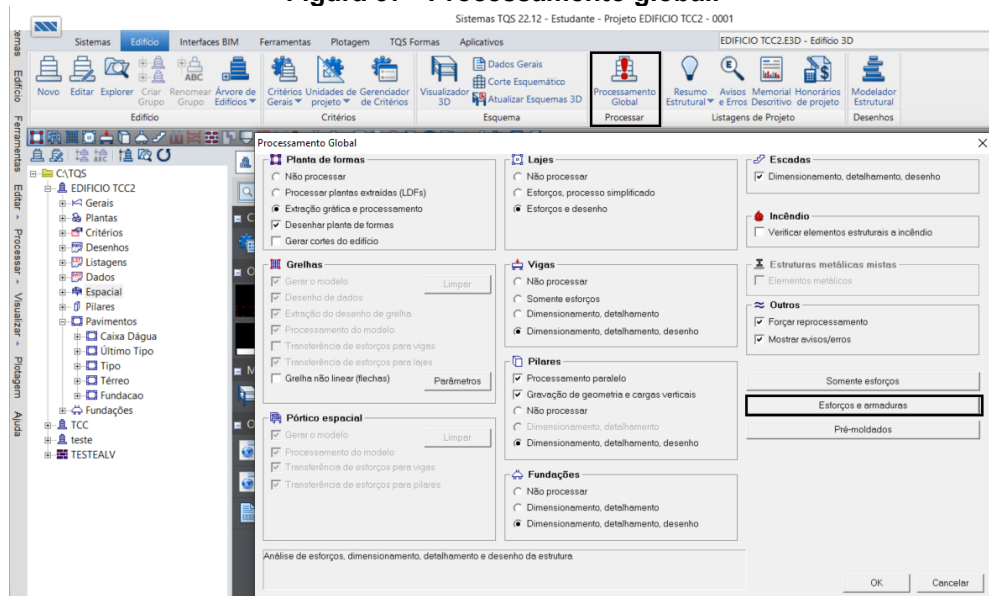 Figura 37 - Processamento global.
Sistemas TQS 22.12 - Estudante - Projeto EDIFICIO TCC2 - 0001
Sistemas Edifício Interfaces BIM Ferramentas Plotagem TQS Formas Aplicativos
EDIFICIO TCC2.E3D - Edifício 3D
Novo Editar Explorer Criar Grupo Renomear Grupo Árvore de Edifícios
Edifício
Critérios Gerais Unidades de projeto Gerenciador de Critérios
Critérios
Visualizador 3D
Dados Gerais
Corte Esquemático
Atualizar Esquemas 3D
Esquema
Processamento Global
Processar
Resumo Estrutural Avisos e Erros Memorial Descritivo Honorários de projeto
Listagens de Projeto
Modelador Estrutural
Desenhos
Edifício
Ferramentas
Editar
Processar
Visualizar
Plotagem
Ajuda
C:\TQS
EDIFICIO TCC2
Gerais
Plantas
Critérios
Desenhos
Listagens
Dados
Espacial
Pilares
Pavimentos
Caixa Dágua
Último Tipo
Tipo
Térreo
Fundacao
Fundações
TCC
teste
TESTEALV
Processamento Global
Planta de formas
Não processar
Processar plantas extraídas (LDFs)
Extração gráfica e processamento
Desenhar planta de formas
Gerar cortes do edifício
Grelhas
Gerar o modelo
Limpar
Desenho de dados
Extração do desenho de grelha
Processamento do modelo
Transferência de esforços para vigas
Transferência de esforços para lajes
Grelha não linear (flechas)
Parâmetros
Pórtico espacial
Gerar o modelo
Limpar
Processamento do modelo
Transferência de esforços para vigas
Transferência de esforços para pilares
Lajes
Não processar
Esforços, processo simplificado
Esforços e desenho
Vigas
Não processar
Somente esforços
Dimensionamento, detalhamento
Dimensionamento, detalhamento, desenho
Pilares
Processamento paralelo
Gravação de geometria e cargas verticais
Não processar
Dimensionamento, detalhamento
Dimensionamento, detalhamento, desenho
Fundações
Não processar
Dimensionamento, detalhamento
Dimensionamento, detalhamento, desenho
Escadas
Dimensionamento, detalhamento, desenho
Incêndio
Verificar elementos estruturais a incêndio
Estruturas metálicas mistas
Elementos metálicos
Outros
Forçar reprocessamento
Mostrar avisos/erros
Somente esforços
Esforços e armaduras
Pré-moldados
Análise de esforços, dimensionamento, detalhamento e desenho da estrutura
OK Cancelar